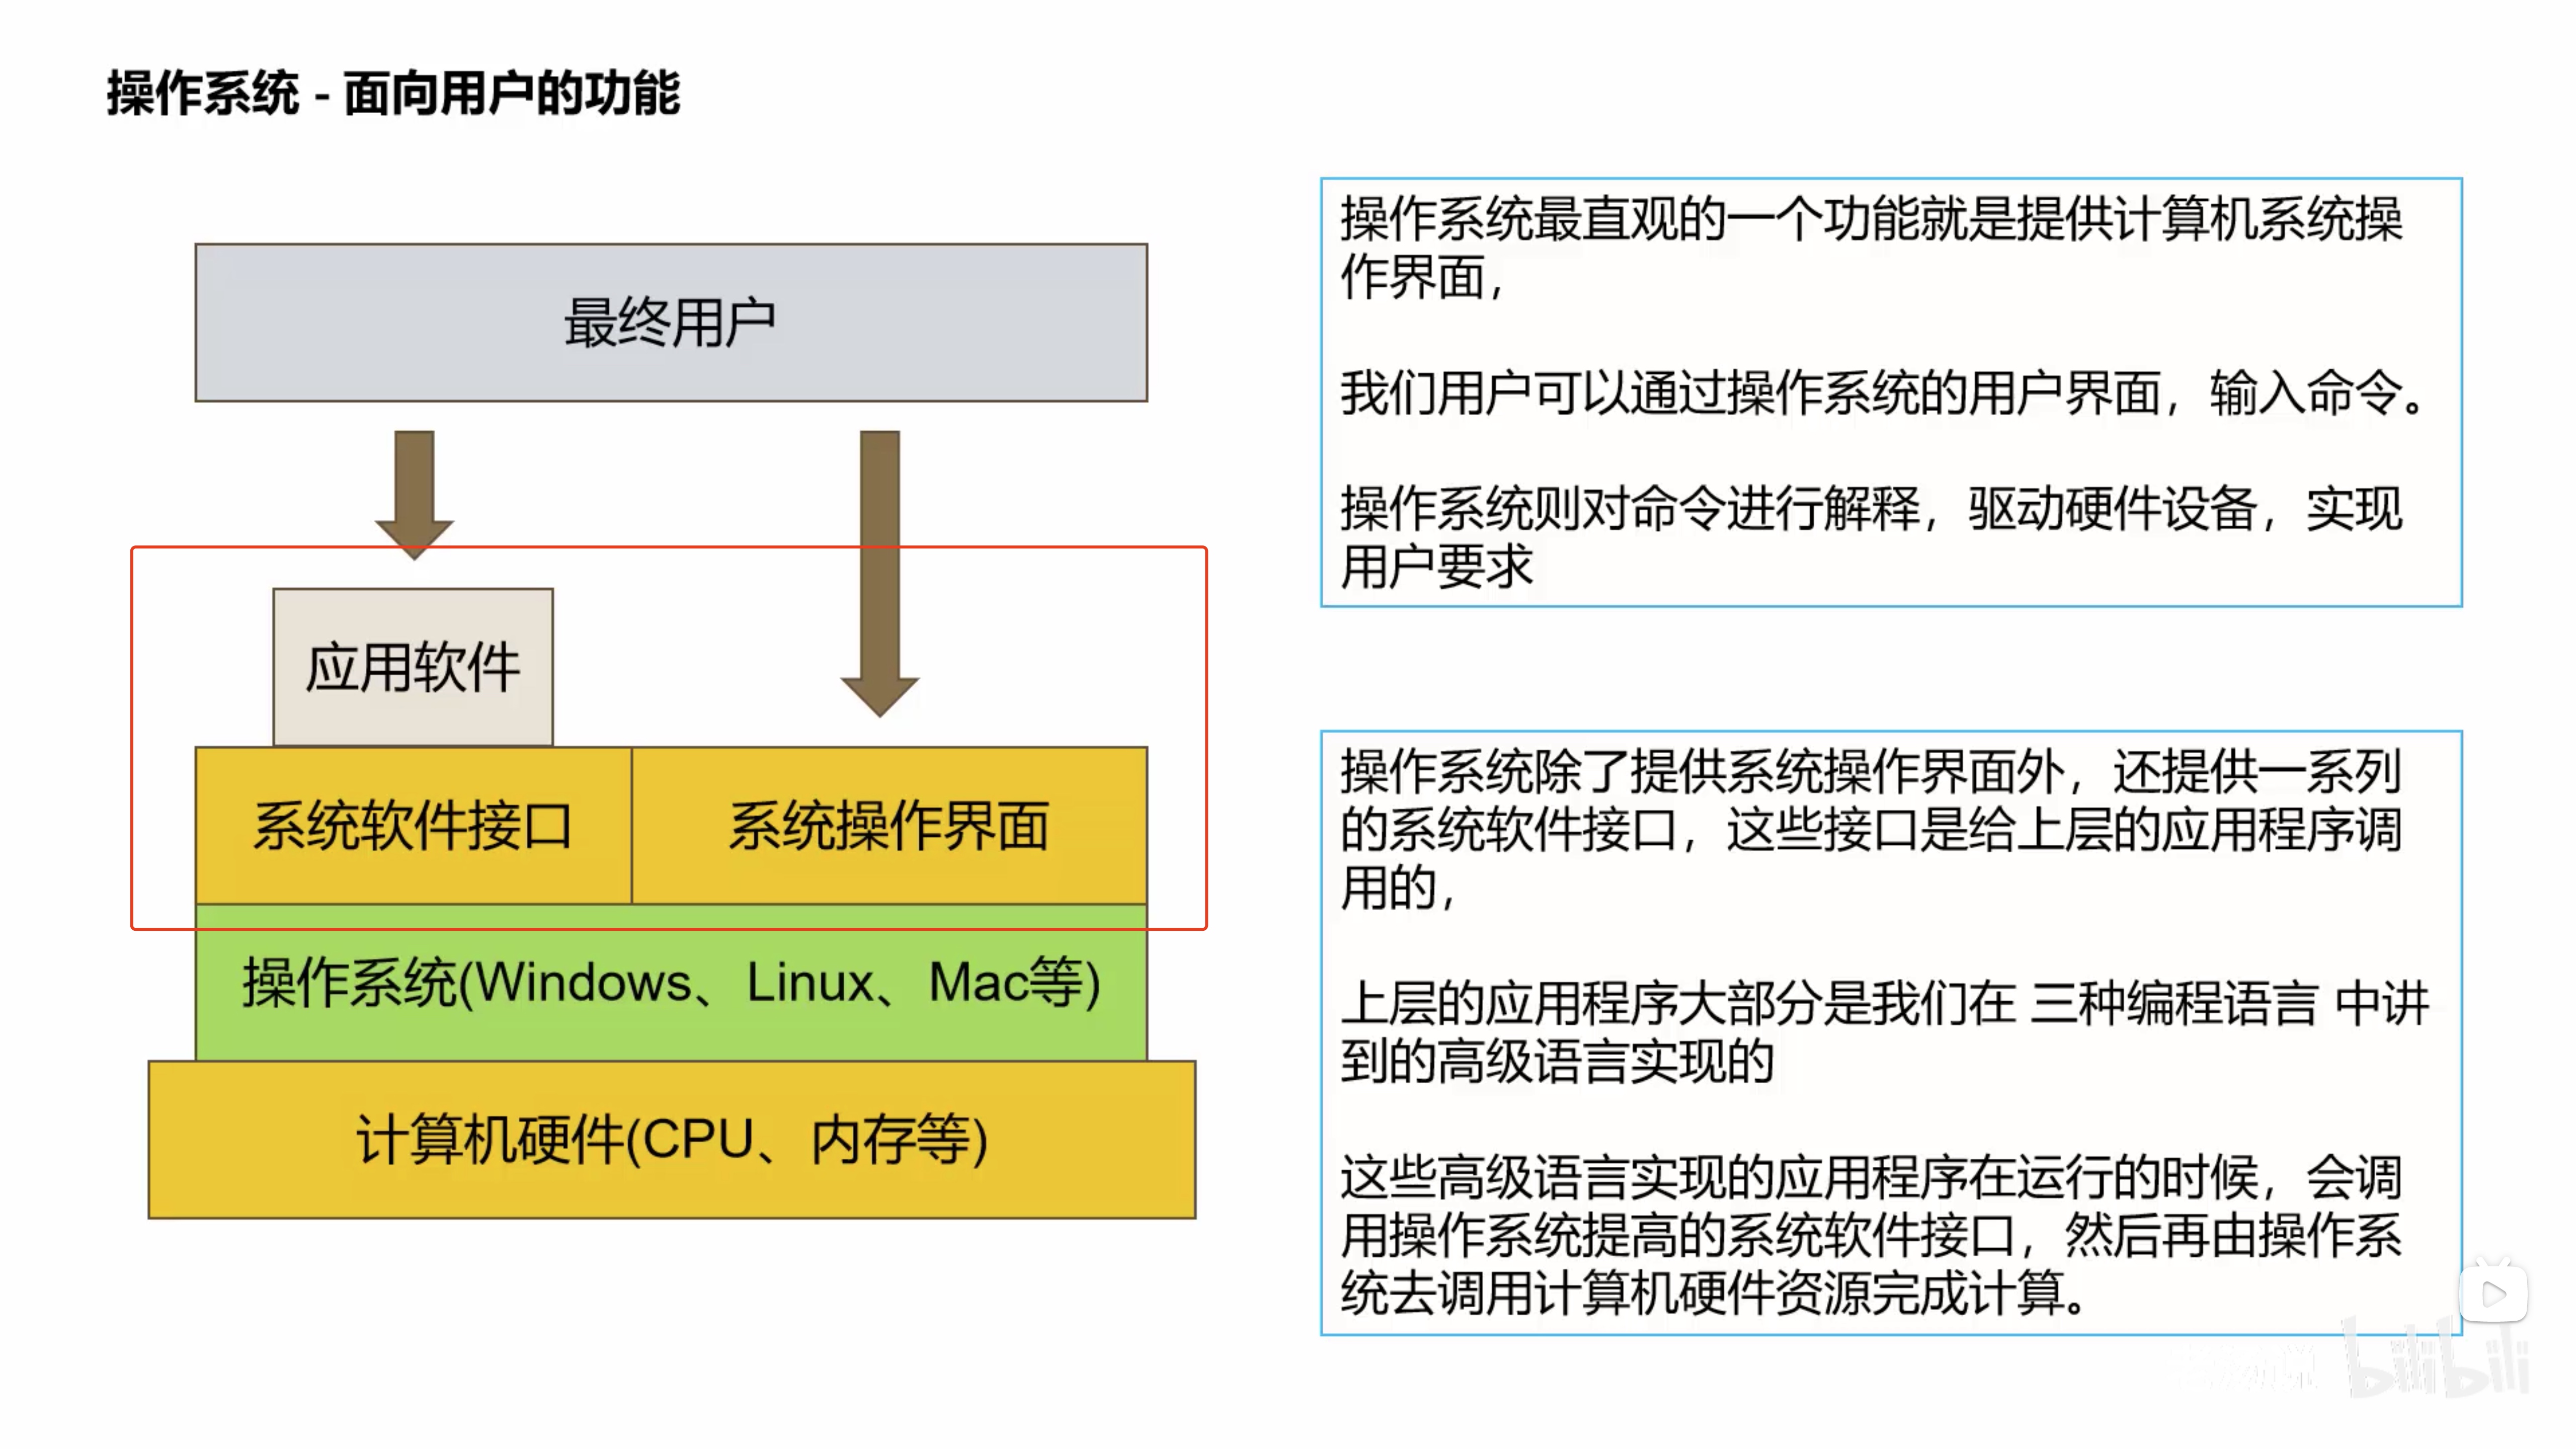 操作系统 - 面向用户的功能
最终用户
应用软件
系统软件接口
系统操作界面
操作系统(Windows、Linux、Mac等)
计算机硬件(CPU、内存等)
操作系统最直观的一个功能就是提供计算机系统操
作界面，
我们用户可以通过操作系统的用户界面，输入命令。
操作系统则对命令进行解释，驱动硬件设备，实现
用户要求
操作系统除了提供系统操作界面外，还提供一系列
的系统软件接口，这些接口是给上层的应用程序调
用的，
上层的应用程序大部分是我们在 三种编程语言 中讲
到的高级语言实现的
这些高级语言实现的应用程序在运行的时候，会调
用操作系统提高的系统软件接口，然后再由操作系
统去调用计算机硬件资源完成计算。
bilibili